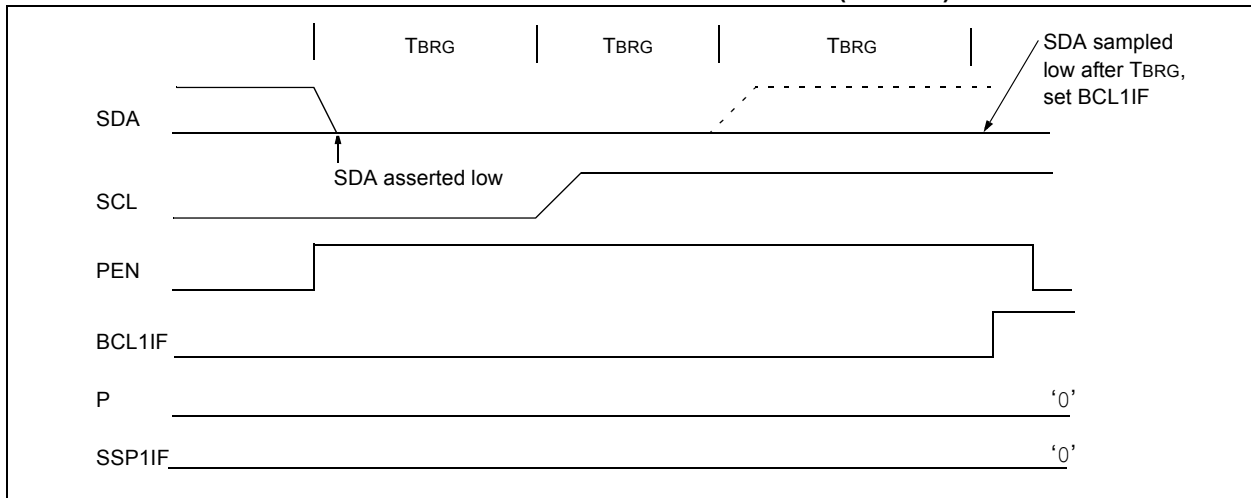 TBRG TBRG TBRG
SDA sampled
low after TBRG,
set BCL1IF
SDA
SDA asserted low
SCL
PEN
BCL1IF
P
‘0’
SSP1IF
‘0’